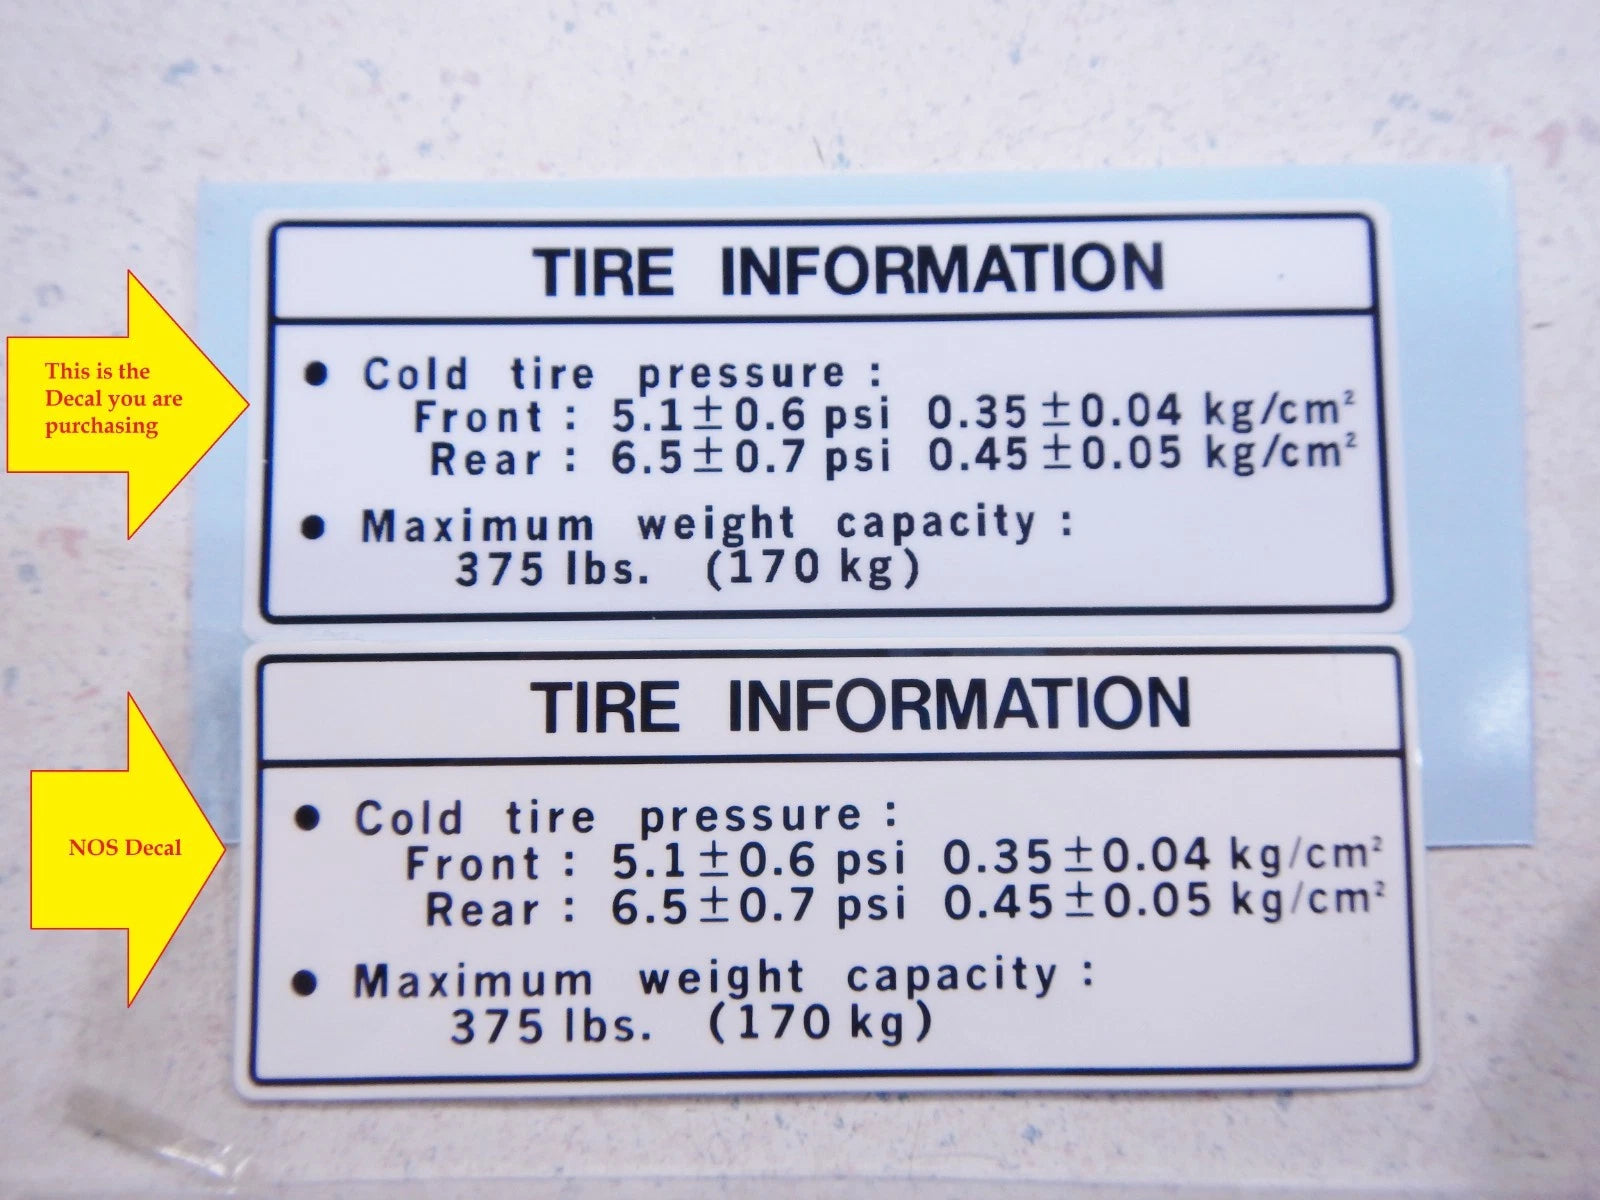 TIRE INFORMATION
● Cold tire pressure :
Front : 5.1±0.6 psi 0.35±0.04 kg/cm²
Rear : 6.5±0.7 psi 0.45±0.05 kg/cm²
● Maximum weight capacity :
375 lbs. (170 kg)
This is the
Decal you are
purchasing
TIRE INFORMATION
● Cold tire pressure :
Front : 5.1±0.6 psi 0.35±0.04 kg/cm²
Rear : 6.5±0.7 psi 0.45±0.05 kg/cm²
● Maximum weight capacity :
375 lbs. (170 kg)
NOS Decal